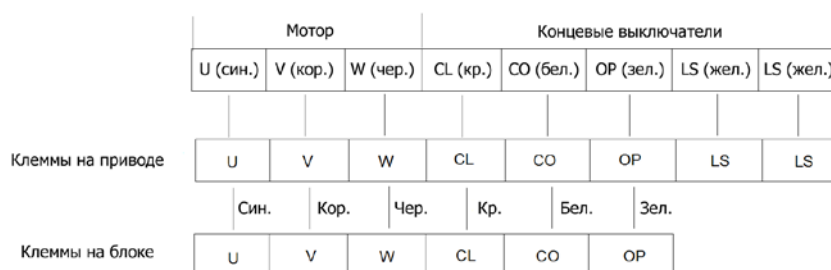 Мотор Концевые выключатели
U (син.) V (кор.) W (чер.) CL (кр.) CO (бел.) OP (зел.) LS (жел.) LS (жел.)
Клеммы на приводе U V W CL CO OP LS LS
Син. Кор. Чер. Кр. Бел. Зел.
Клеммы на блоке U V W CL CO OP